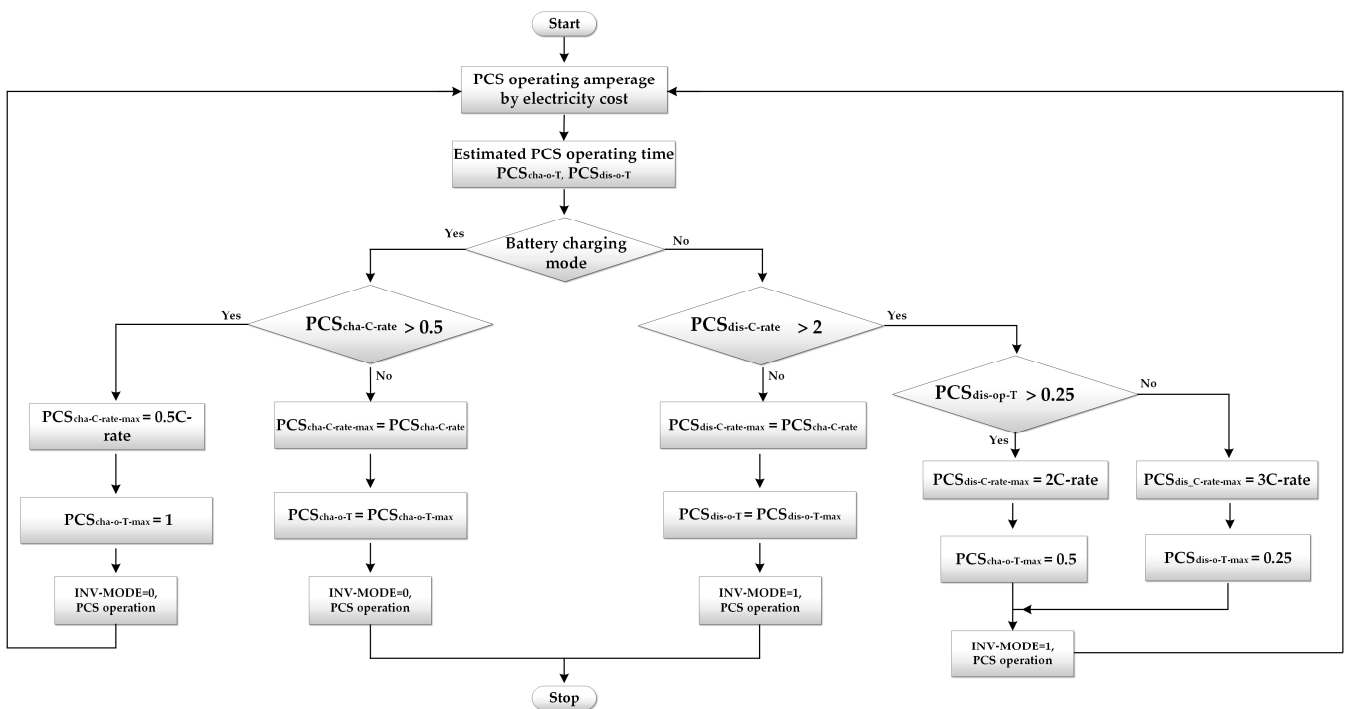 Start
PCS operating amperage
by electricity cost
Estimated PCS operating time
PCScha-o-T, PCSdis-o-T
Yes
Battery charging
mode
No
Yes
PCScha-C-rate > 0.5
No
PCSdis-C-rate > 2
Yes
No
PCSdis-op-T > 0.25
No
Yes
PCScha-C-rate-max = 0.5C-
rate
PCScha-C-rate-max = PCScha-C-rate
PCSdis-C-rate-max = PCScha-C-rate
PCSdis-C-rate-max = 2C-rate
PCSdis_C-rate-max = 3C-rate
PCScha-o-T-max = 1
PCScha-o-T = PCScha-o-T-max
PCSdis-o-T = PCSdis-o-T-max
PCScha-o-T-max = 0.5
PCSdis-o-T-max = 0.25
INV-MODE=0,
PCS operation
INV-MODE=0,
PCS operation
INV-MODE=1,
PCS operation
INV-MODE=1,
PCS operation
Stop